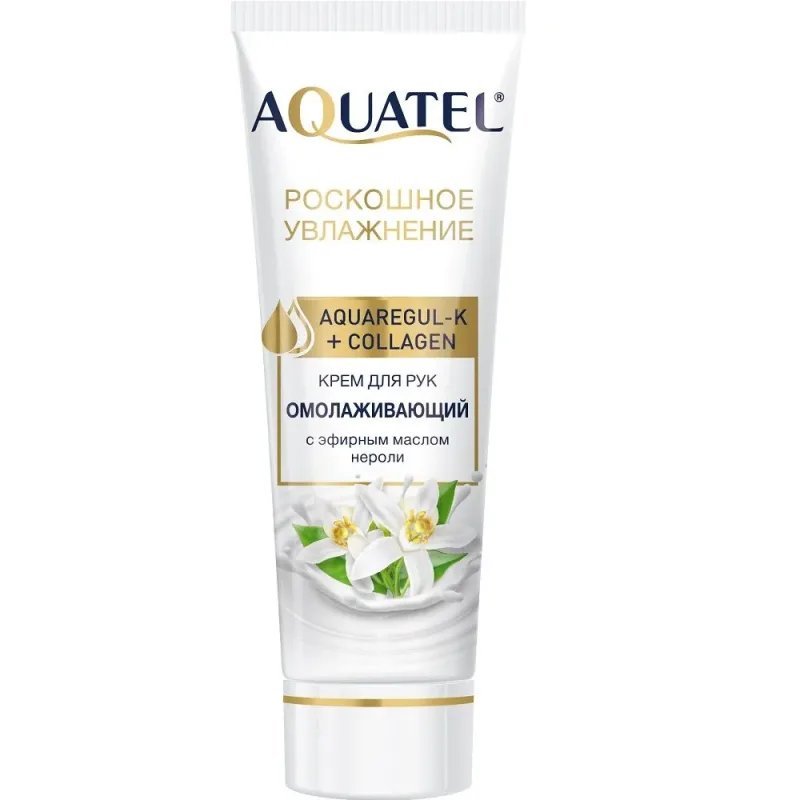 AQUATEL®
РОСКОШНОЕ
УВЛАЖНЕНИЕ
AQUAREGUL-K
+ COLLAGEN
КРЕМ ДЛЯ РУК
ОМОЛАЖИВАЮЩИЙ
с эфирным маслом
нероли